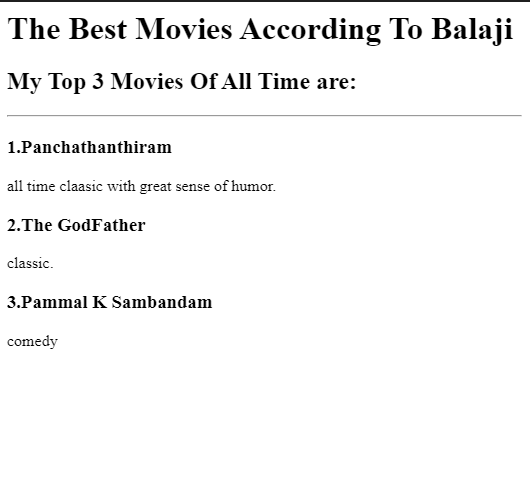 The Best Movies According To Balaji
My Top 3 Movies Of All Time are:
1.Panchathanthiram
all time claasic with great sense of humor.
2.The GodFather
classic.
3.Pammal K Sambandam
comedy